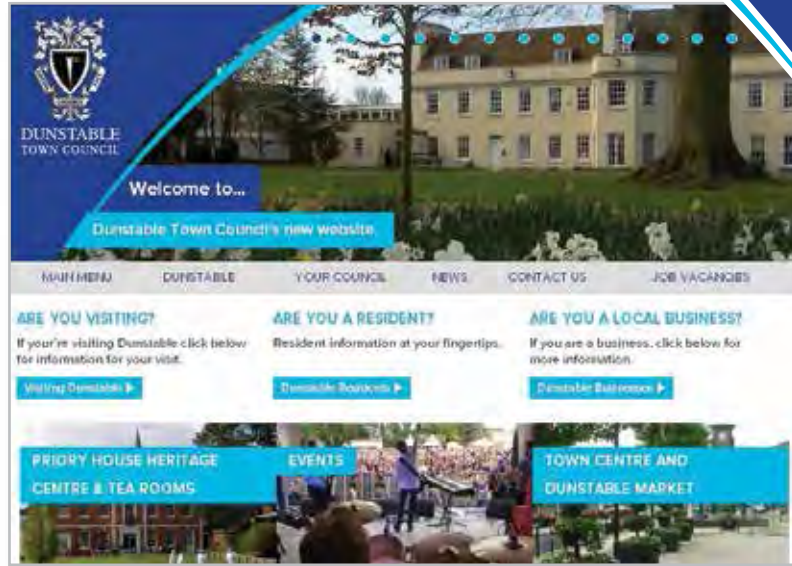 DUNSTABLE
TOWN COUNCIL
Welcome to...
Dunstable Town Council's new website.
MAIN MENU
DUNSTABLE
YOUR COUNCIL
NEWS
CONTACT US
JOB VACANCIES
ARE YOU VISITING?
If your're visiting Dunstable click below
for information for your visit.
Visiting Dunstable
ARE YOU A RESIDENT?
Resident information at your fingertips.
Dunstable Residents
ARE YOU A LOCAL BUSINESS?
If you are a business, click below for
more information.
Dunstable Businesses
PRIORY HOUSE HERITAGE
CENTRE & TEA ROOMS
EVENTS
TOWN CENTRE AND
DUNSTABLE MARKET